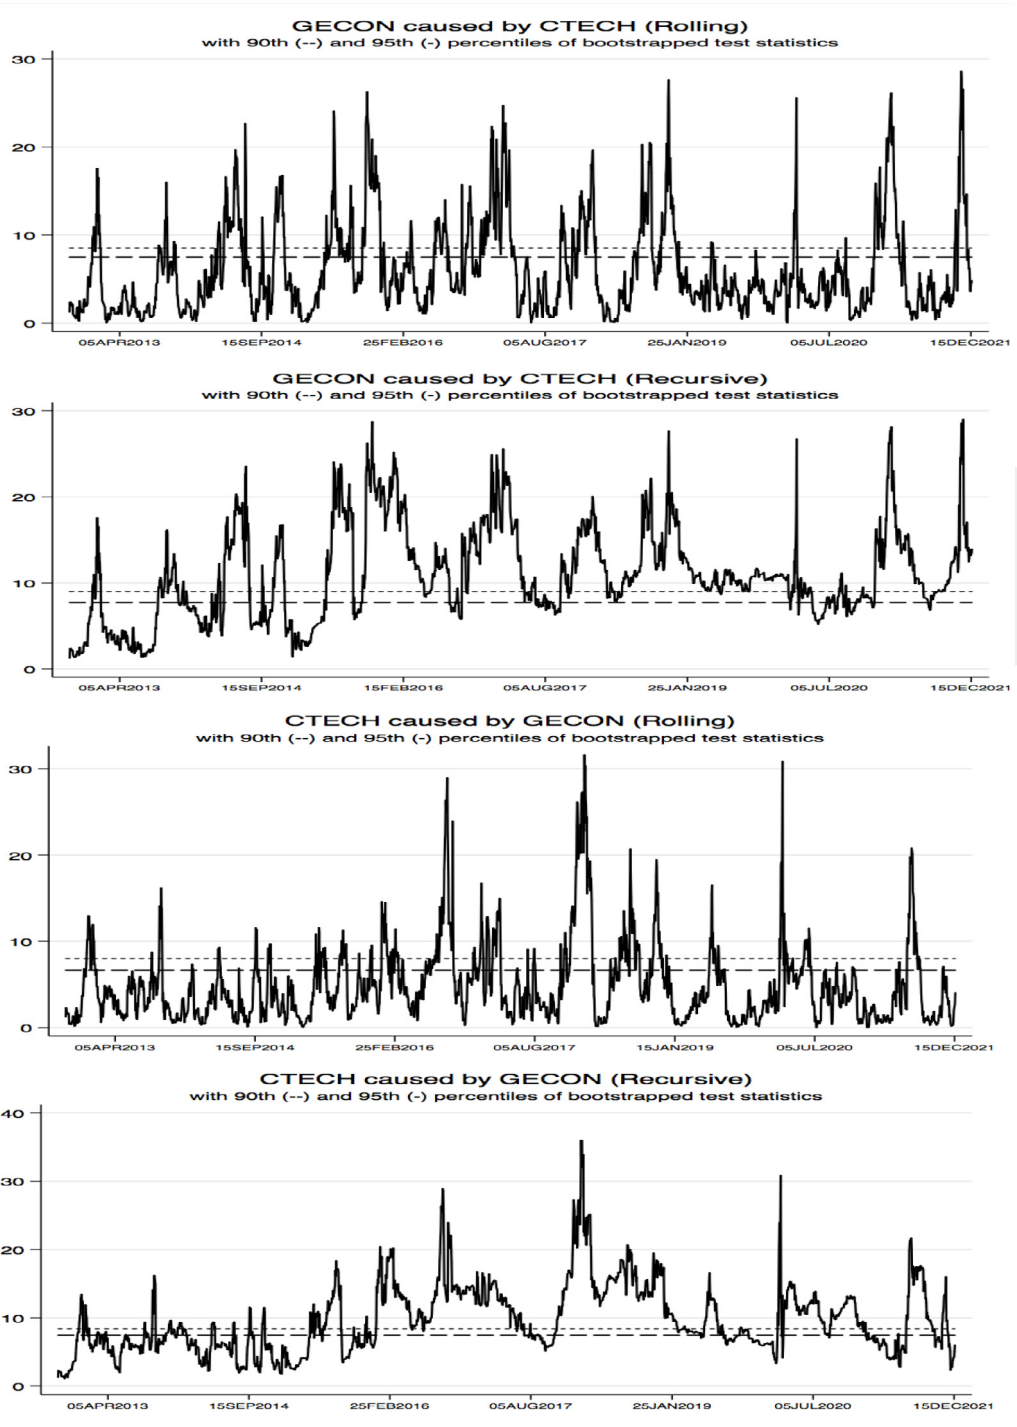 GECON caused by CTECH (Rolling)
with 90th (--) and 95th (-) percentiles of bootstrapped test statistics
30
20
10
0
05APR2013 15SEP2014 25FEB2016 05AUG2017 25JAN2019 05JUL2020 15DEC2021
GECON caused by CTECH (Recursive)
with 90th (--) and 95th (-) percentiles of bootstrapped test statistics
30
20
10
0
05APR2013 15SEP2014 15FEB2016 05AUG2017 25JAN2019 05JUL2020 15DEC2021
CTECH caused by GECON (Rolling)
with 90th (--) and 95th (-) percentiles of bootstrapped test statistics
30
20
10
0
05APR2013 15SEP2014 25FEB2016 05AUG2017 15JAN2019 05JUL2020 15DEC2021
CTECH caused by GECON (Recursive)
with 90th (--) and 95th (-) percentiles of bootstrapped test statistics
40
30
20
10
0
05APR2013 15SEP2014 25FEB2016 05AUG2017 25JAN2019 05JUL2020 15DEC2021